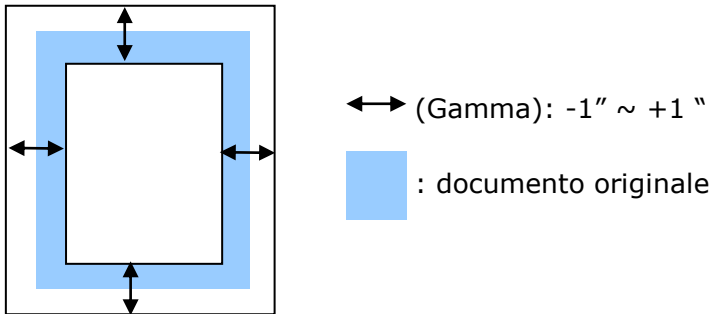 (Gamma): -1” ~ +1 “
: documento originale